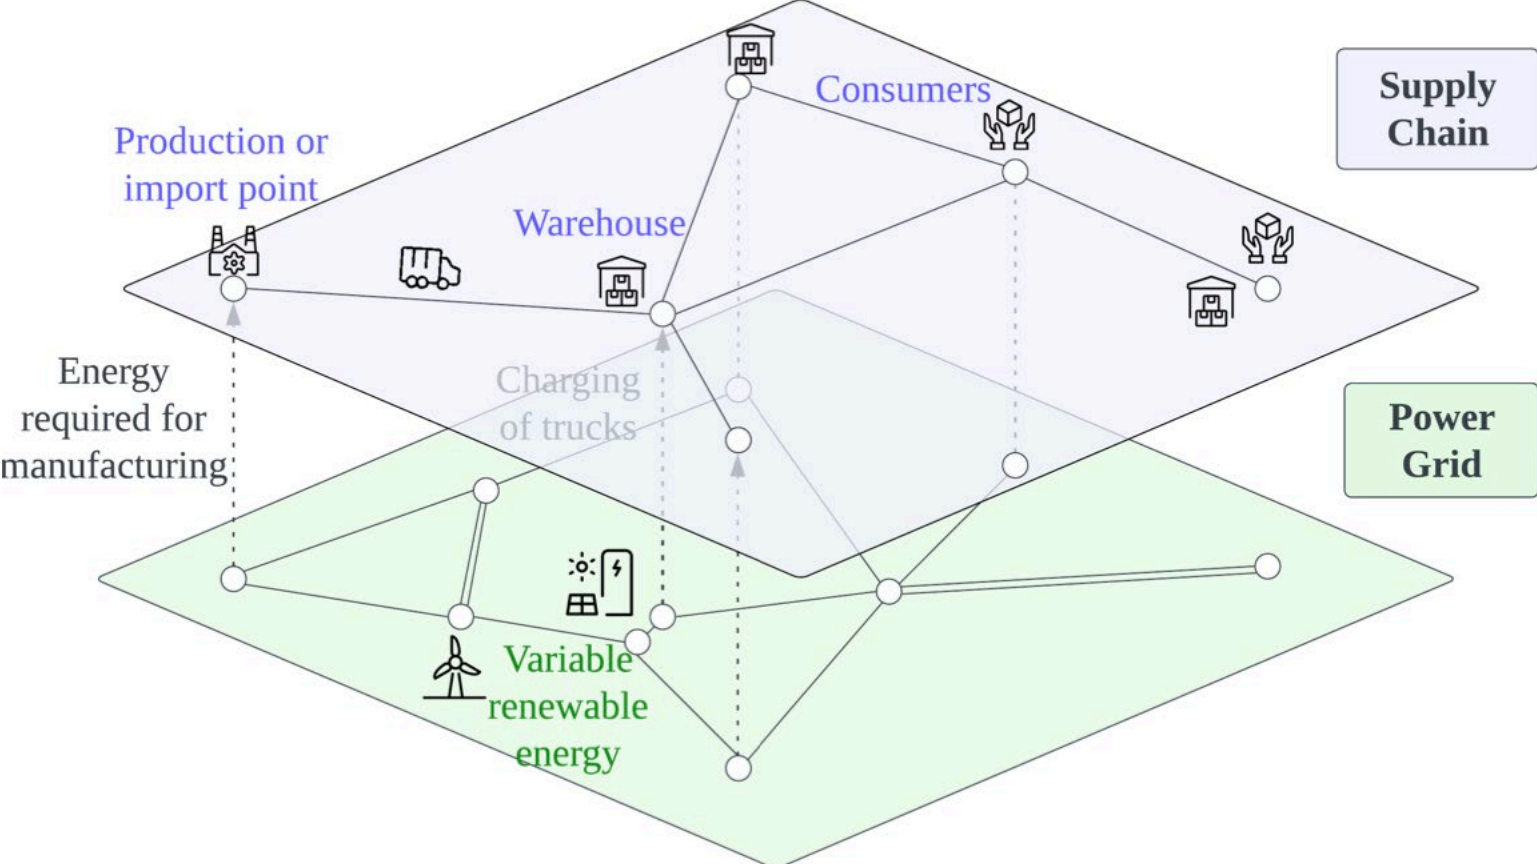 Supply
Chain
Consumers
Production or
import point
Warehouse
Energy
required for
manufacturing
Charging
of trucks
Power
Grid
Variable
renewable
energy